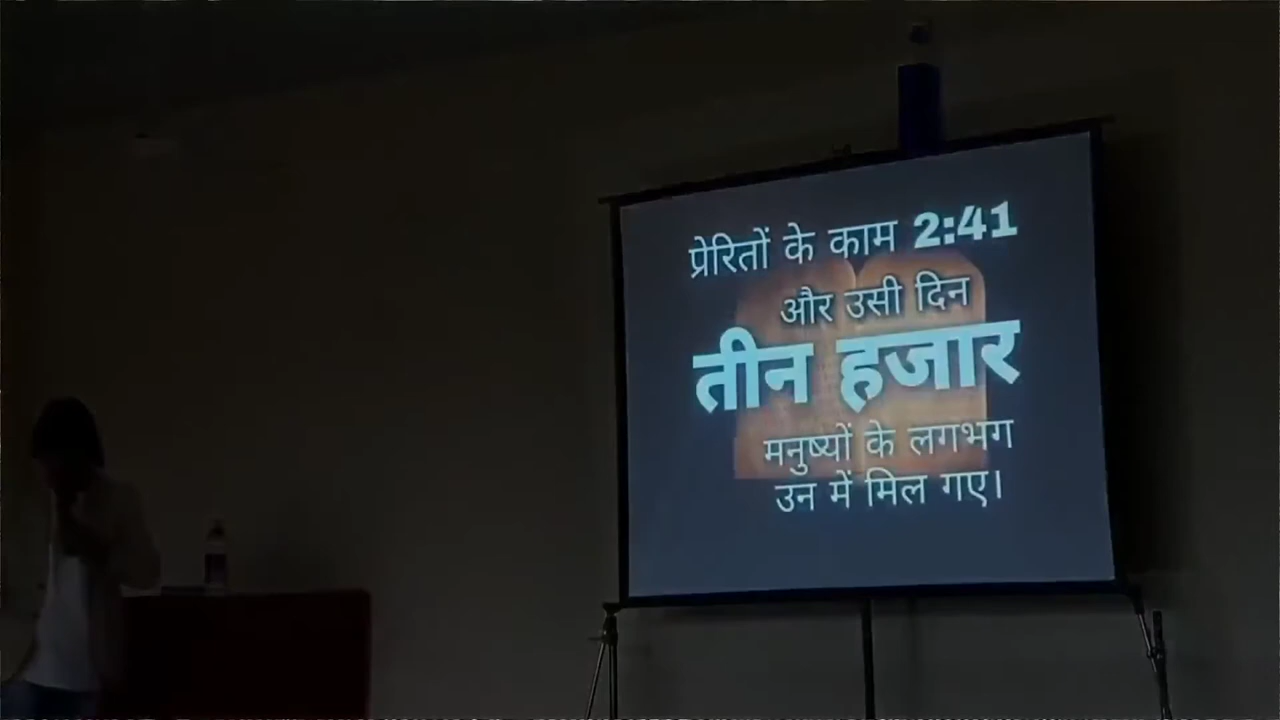 प्रेरितों के काम 2:41
और उसी दिन
तीन हजार
मनुष्यों के लगभग
उन में मिल गए।